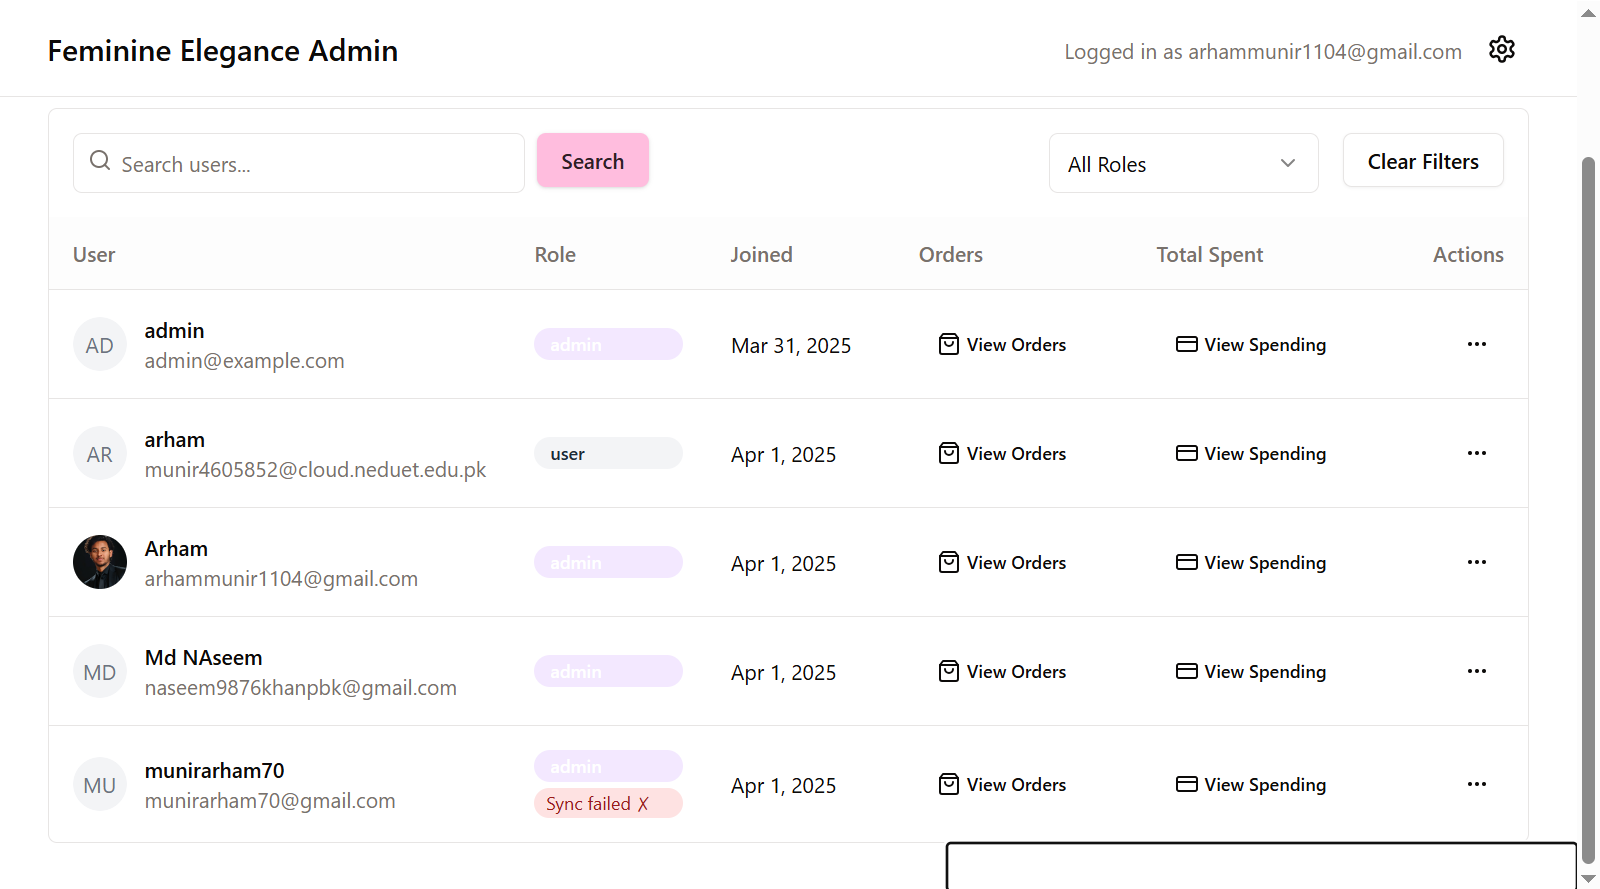 Feminine Elegance Admin
Logged in as arhammunir1104@gmail.com
Search users...
Search
All Roles
Clear Filters
User Role Joined Orders Total Spent Actions
AD
admin
admin@example.com
admin
Mar 31, 2025
View Orders
View Spending
AR
arham
munir4605852@cloud.neduet.edu.pk
user
Apr 1, 2025
View Orders
View Spending
Arham
arhammunir1104@gmail.com
admin
Apr 1, 2025
View Orders
View Spending
MD
Md NAseem
naseem9876khanpbk@gmail.com
admin
Apr 1, 2025
View Orders
View Spending
MU
munirarham70
munirarham70@gmail.com
admin
Sync failed ✗
Apr 1, 2025
View Orders
View Spending